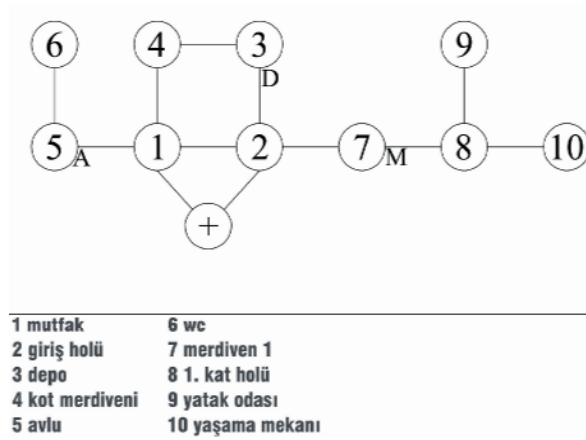 6 4 3 9
D
5 A 1 2 7 M 8 10
+
1 mutfak 6 wc
2 giriş holü 7 merdiven 1
3 depo 8 1. kat holü
4 kot merdiveni 9 yatak odası
5 avlu 10 yaşama mekanı